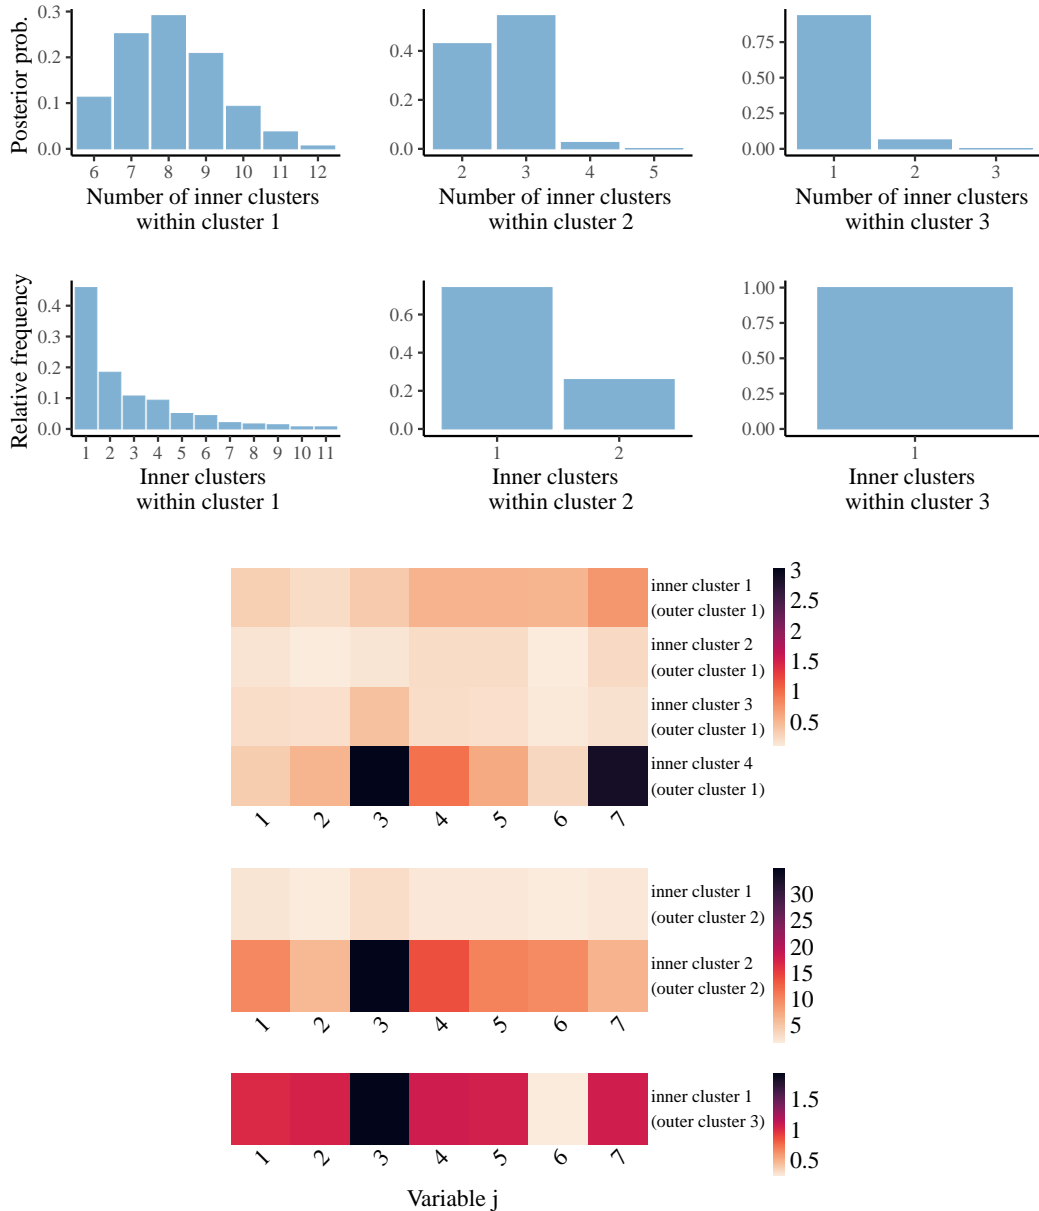 Posterior prob.
0.3
0.2
0.1
0.0
6 7 8 9 10 11 12
Number of inner clusters
within cluster 1
0.4
0.2
0.0
2 3 4 5
Number of inner clusters
within cluster 2
0.75
0.50
0.25
0.00
1 2 3
Number of inner clusters
within cluster 3
Relative frequency
0.4
0.3
0.2
0.1
0.0
1 2 3 4 5 6 7 8 9 10 11
Inner clusters
within cluster 1
0.6
0.4
0.2
0.0
1 2
Inner clusters
within cluster 2
1.00
0.75
0.50
0.25
0.00
1
Inner clusters
within cluster 3
inner cluster 1
(outer cluster 1)
inner cluster 2
(outer cluster 1)
inner cluster 3
(outer cluster 1)
inner cluster 4
(outer cluster 1)
3
2.5
2
1.5
1
0.5
1 2 3 4 5 6 7
inner cluster 1
(outer cluster 2)
inner cluster 2
(outer cluster 2)
30
25
20
15
10
5
1 2 3 4 5 6 7
inner cluster 1
(outer cluster 3)
1.5
1
0.5
1 2 3 4 5 6 7
Variable j